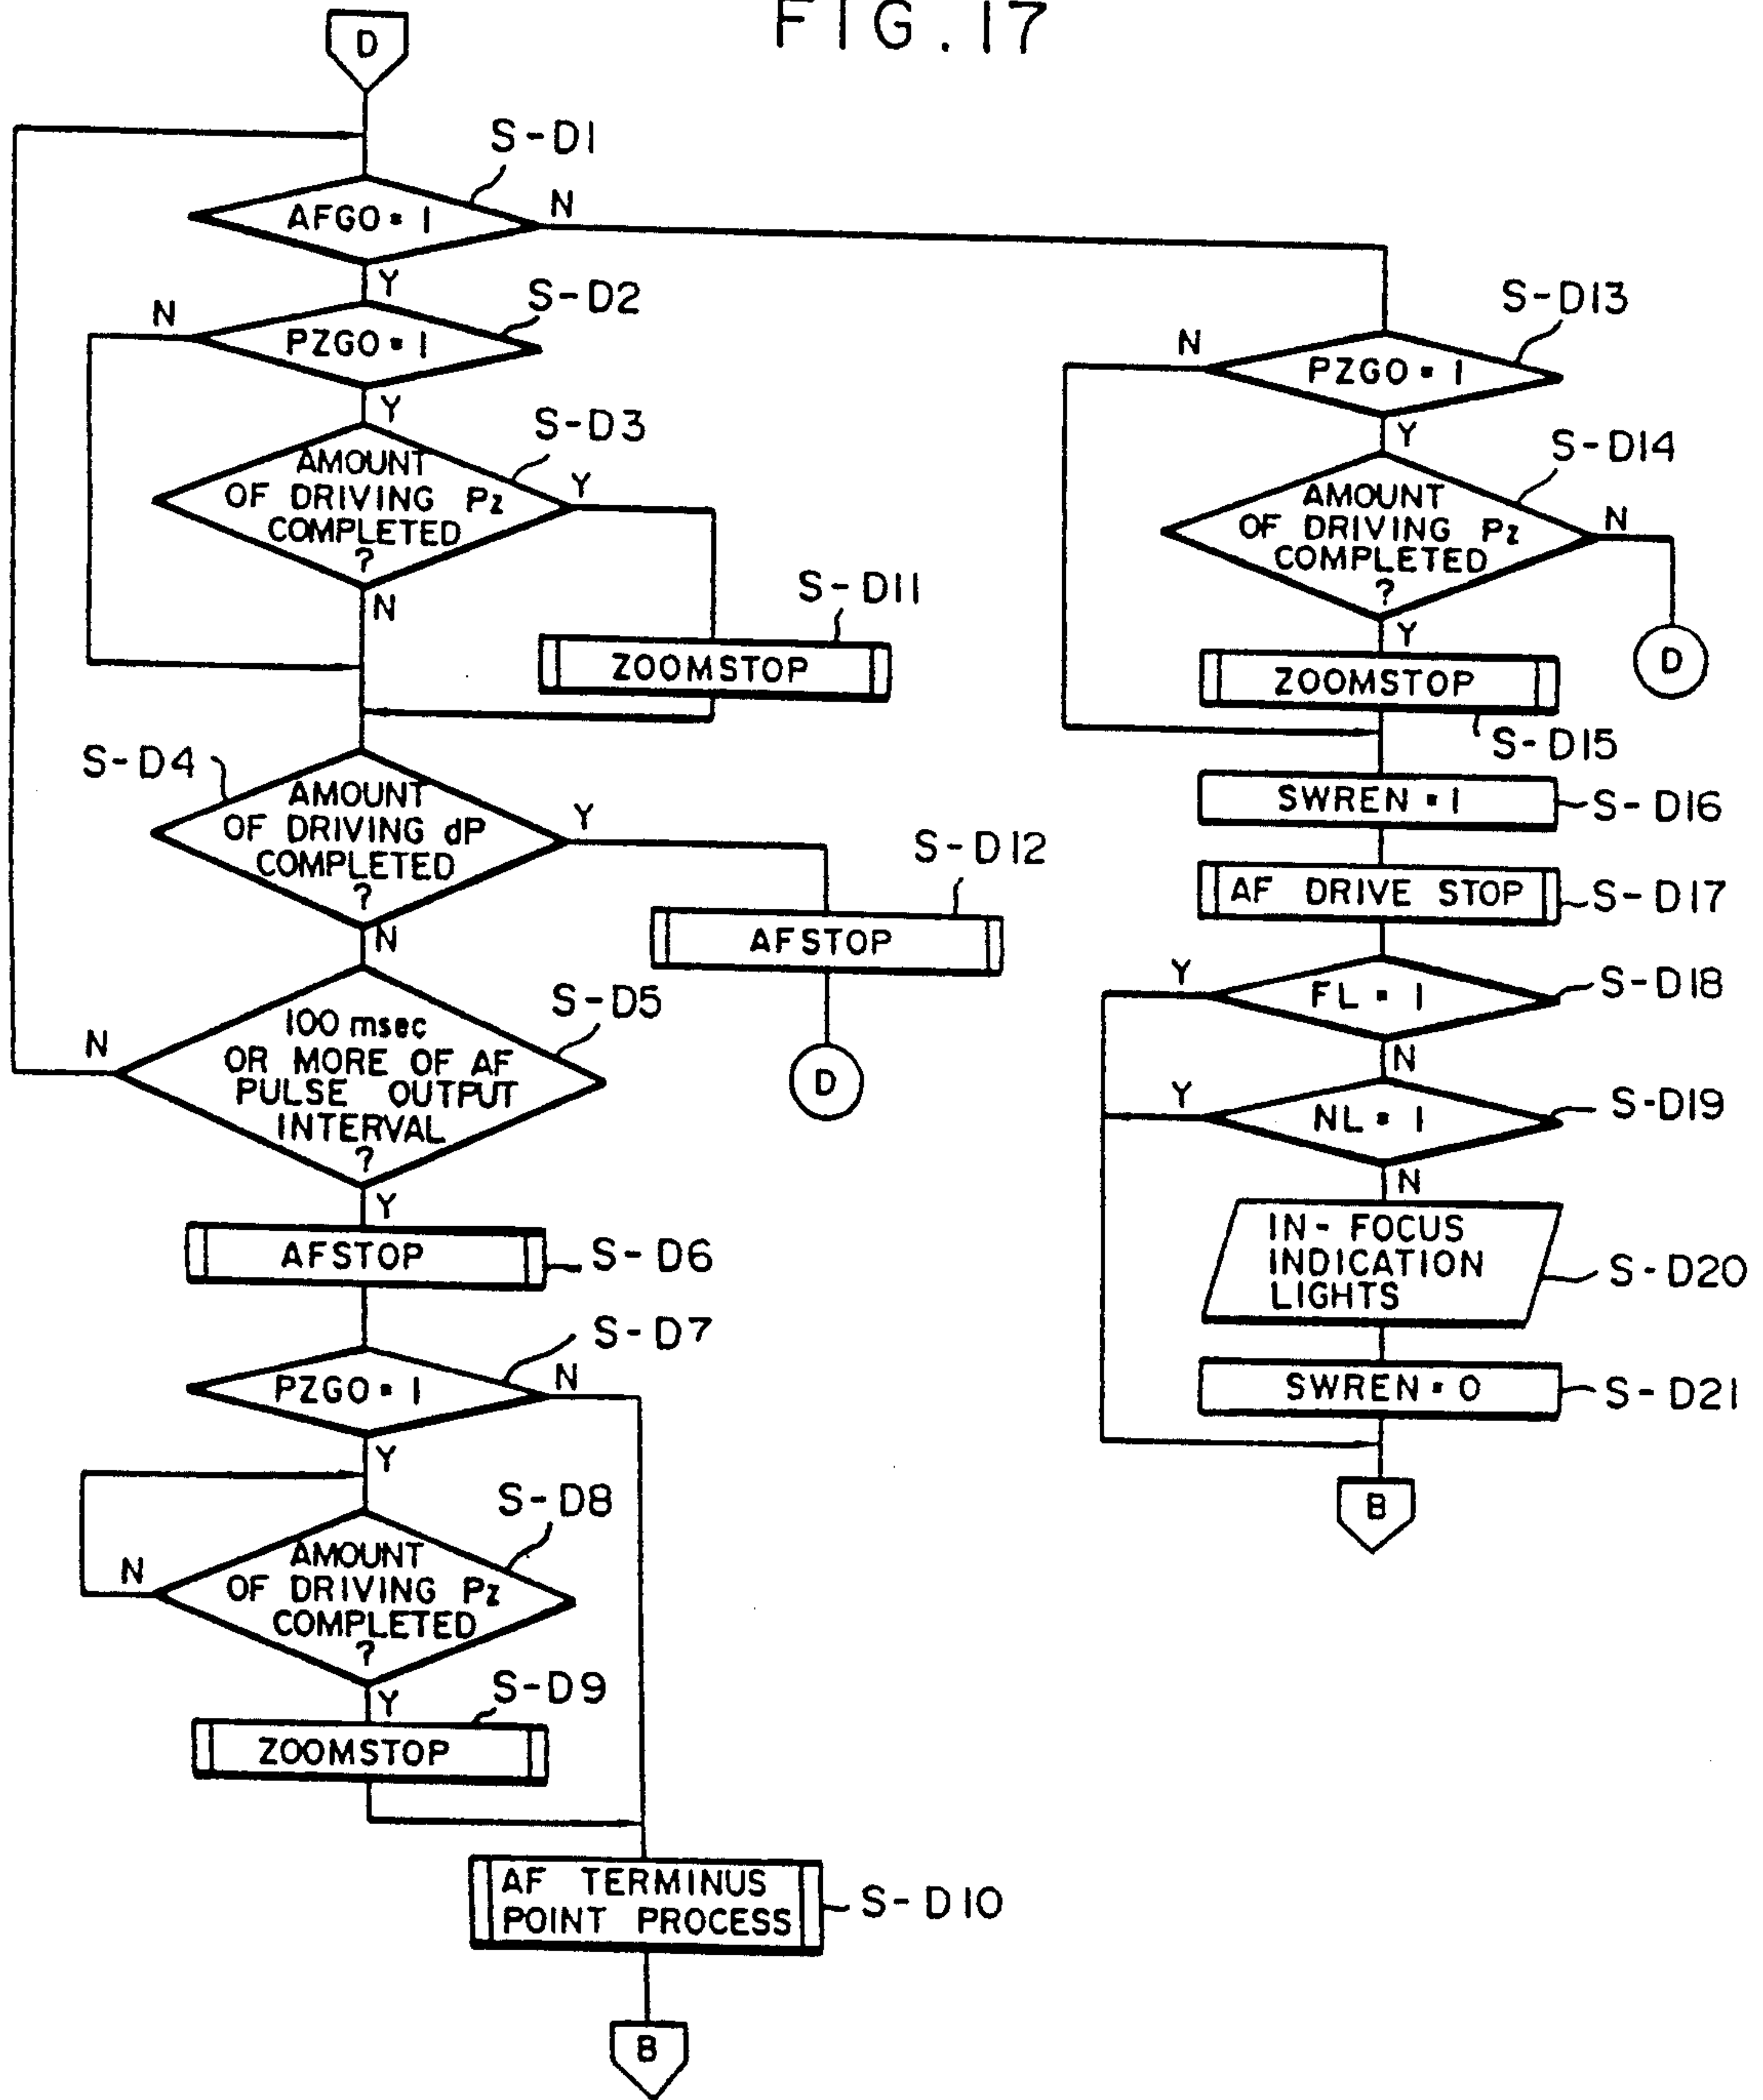 FIG. 17
D
S-D1
AFGO = 1
N
Y
S-D2
N
PZGO = 1
Y
S-D3
AMOUNT
OF DRIVING Pz
COMPLETED
?
Y
N
S-D11
ZOOMSTOP
S-D4
AMOUNT
OF DRIVING dP
COMPLETED
?
Y
N
S-D12
AFSTOP
D
S-D5
100 msec
OR MORE OF AF
PULSE OUTPUT
INTERVAL
?
N
Y
AFSTOP
S-D6
S-D7
PZGO = 1
N
Y
S-D8
AMOUNT
OF DRIVING Pz
COMPLETED
?
N
Y
S-D9
ZOOMSTOP
AF TERMINUS
POINT PROCESS
S-D10
B
S-D13
N
PZGO = 1
Y
S-D14
AMOUNT
OF DRIVING Pz
COMPLETED
?
N
D
Y
ZOOMSTOP
S-D15
SWREN = 1
S-D16
AF DRIVE STOP
S-D17
Y
FL = 1
S-D18
N
Y
NL = 1
S-D19
N
IN-FOCUS
INDICATION
LIGHTS
S-D20
SWREN = 0
S-D21
B